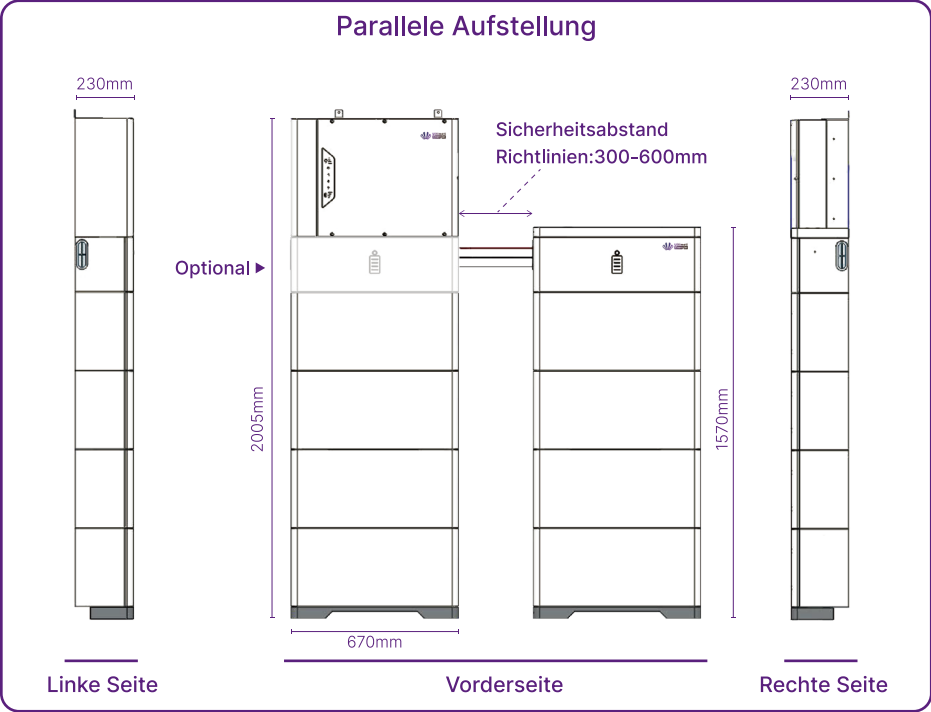 Parallele Aufstellung
230mm
230mm
Sicherheitsabstand
Richtlinien:300-600mm
Optional
2005mm
1570mm
670mm
Linke Seite
Vorderseite
Rechte Seite